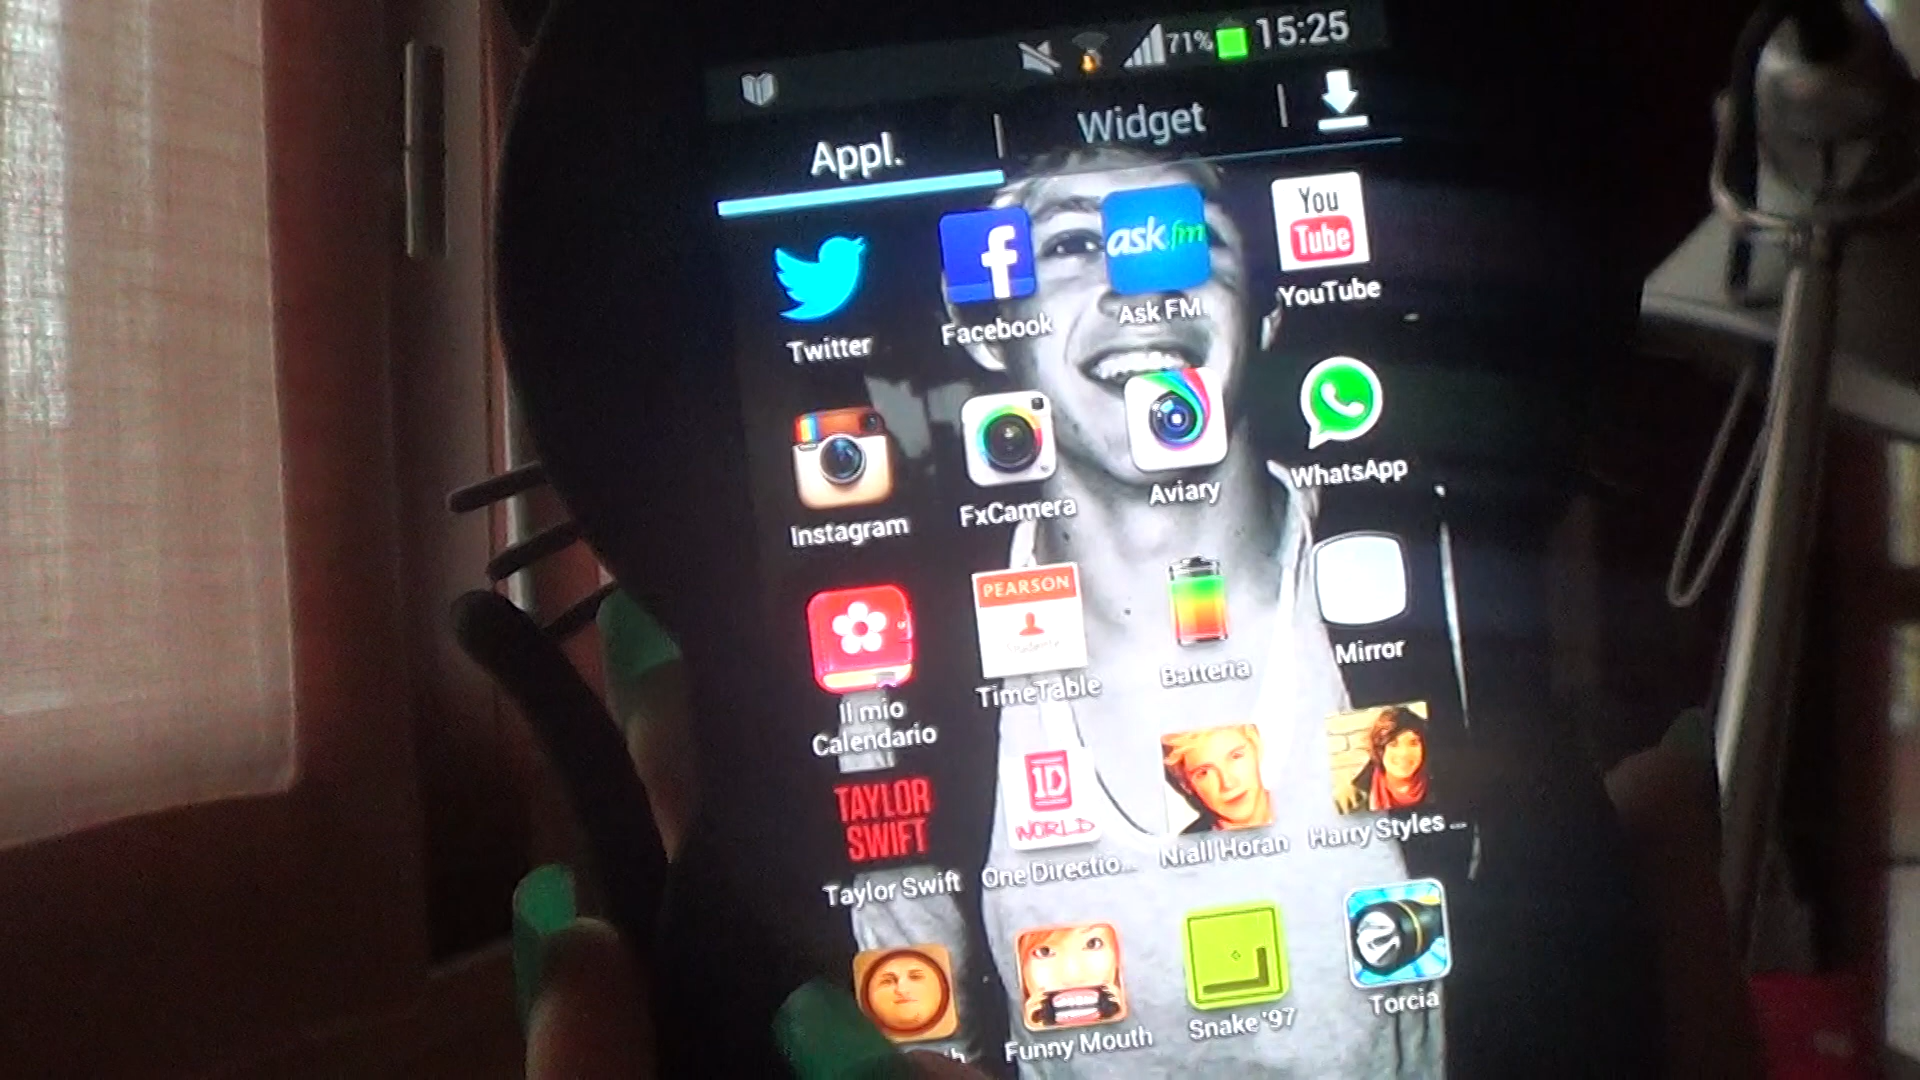 71% 15:25
Appl. Widget
ask fm
You
Tube
Twitter Facebook Ask FM YouTube
Instagram FxCamera Aviary WhatsApp
PEARSON
Il mio
Calendario TimeTable Batteria Mirror
TAYLOR
SWIFT
1D
WORLD
Taylor Swift One Directio... Niall Horan Harry Styles ...
Funny Mouth Snake '97 Torcia